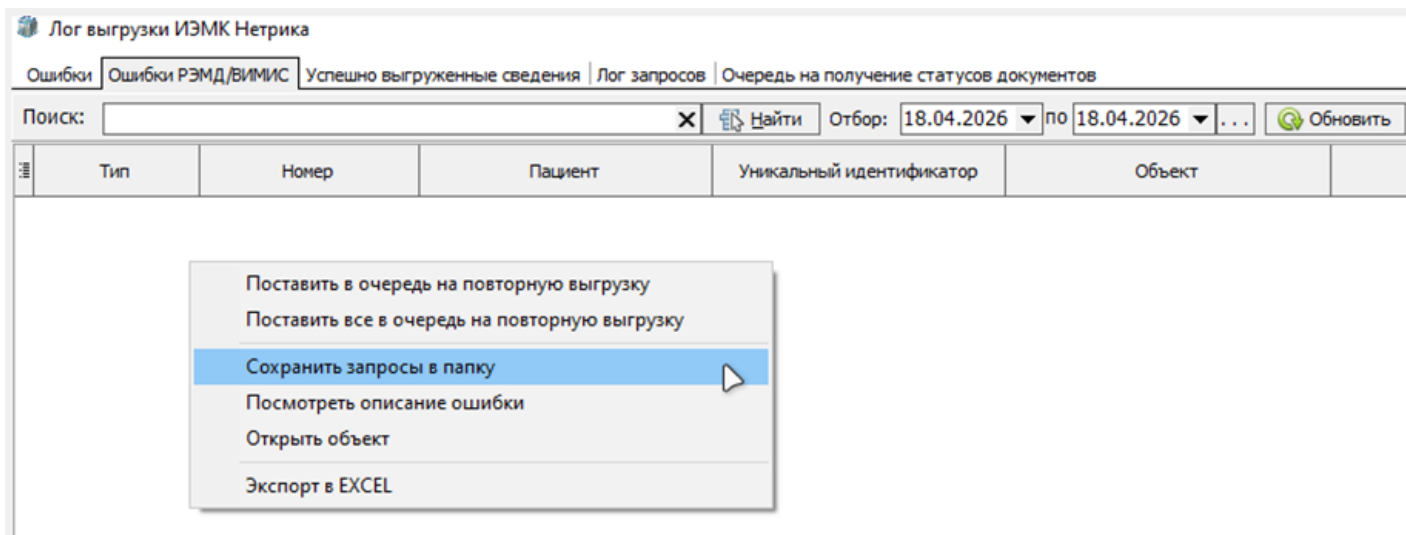 Лог выгрузки ИЭМК Нетрика
Ошибки Ошибки РЭМД/ВИМИС Успешно выгруженные сведения Лог запросов Очередь на получение статусов документов
Поиск: Найти Отбор: 18.04.2026 по 18.04.2026 ... Обновить
Тип Номер Пациент Уникальный идентификатор Объект
Поставить в очередь на повторную выгрузку
Поставить все в очередь на повторную выгрузку
Сохранить запросы в папку
Посмотреть описание ошибки
Открыть объект
Экспорт в EXCEL